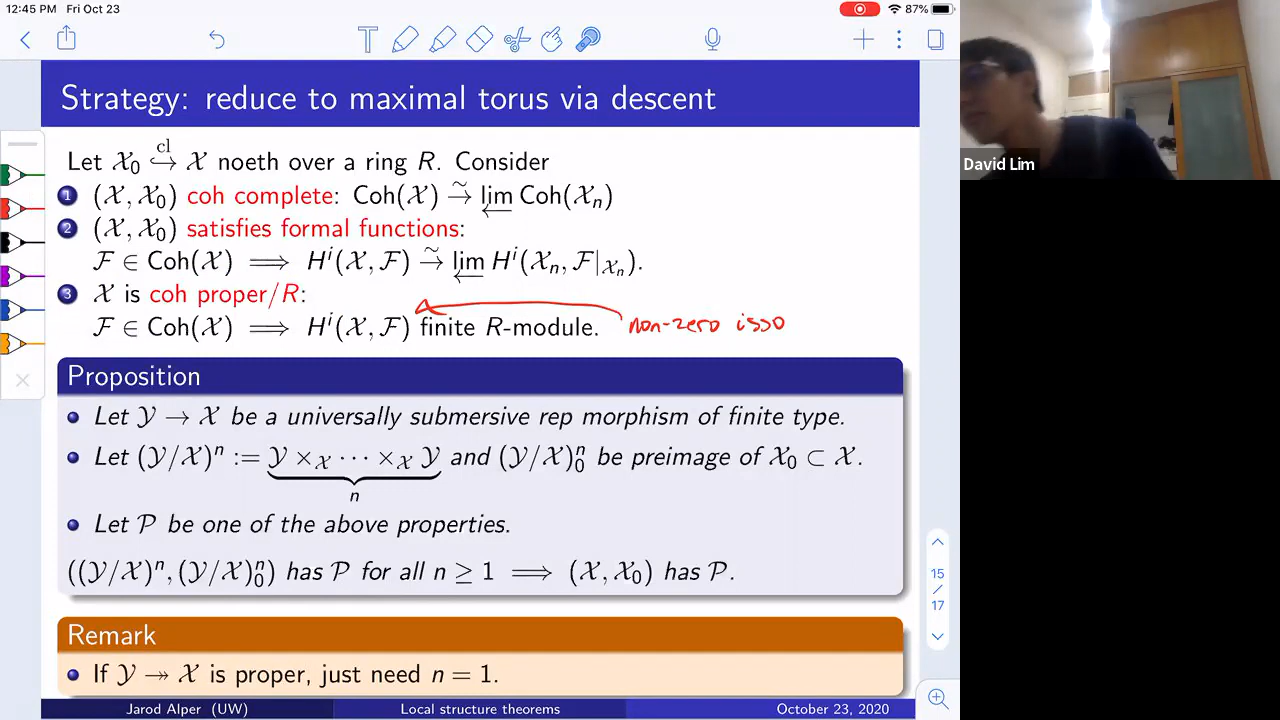 12:45 PM Fri Oct 23
87%
Strategy: reduce to maximal torus via descent
Let 𝒳₀ ↪^{cl} 𝒳 noeth over a ring R. Consider
1 (𝒳, 𝒳₀) coh complete: Coh(𝒳) →^∼ lim← Coh(𝒳ₙ)
2 (𝒳, 𝒳₀) satisfies formal functions:
ℱ ∈ Coh(𝒳) ⟹ Hⁱ(𝒳, ℱ) →^∼ lim← Hⁱ(𝒳ₙ, ℱ|_{𝒳ₙ}).
3 𝒳 is coh proper/R:
ℱ ∈ Coh(𝒳) ⟹ Hⁱ(𝒳, ℱ) finite R-module. non-zero isso
Proposition
• Let 𝒴 → 𝒳 be a universally submersive rep morphism of finite type.
• Let (𝒴/𝒳)ⁿ := 𝒴 ×_𝒳 ⋯ ×_𝒳 𝒴 and (𝒴/𝒳)₀ⁿ be preimage of 𝒳₀ ⊂ 𝒳.
n
• Let 𝒫 be one of the above properties.
((𝒴/𝒳)ⁿ, (𝒴/𝒳)₀ⁿ) has 𝒫 for all n ≥ 1 ⟹ (𝒳, 𝒳₀) has 𝒫.
Remark
• If 𝒴 ↠ 𝒳 is proper, just need n = 1.
Jarod Alper (UW) Local structure theorems October 23, 2020
15
/
17
David Lim